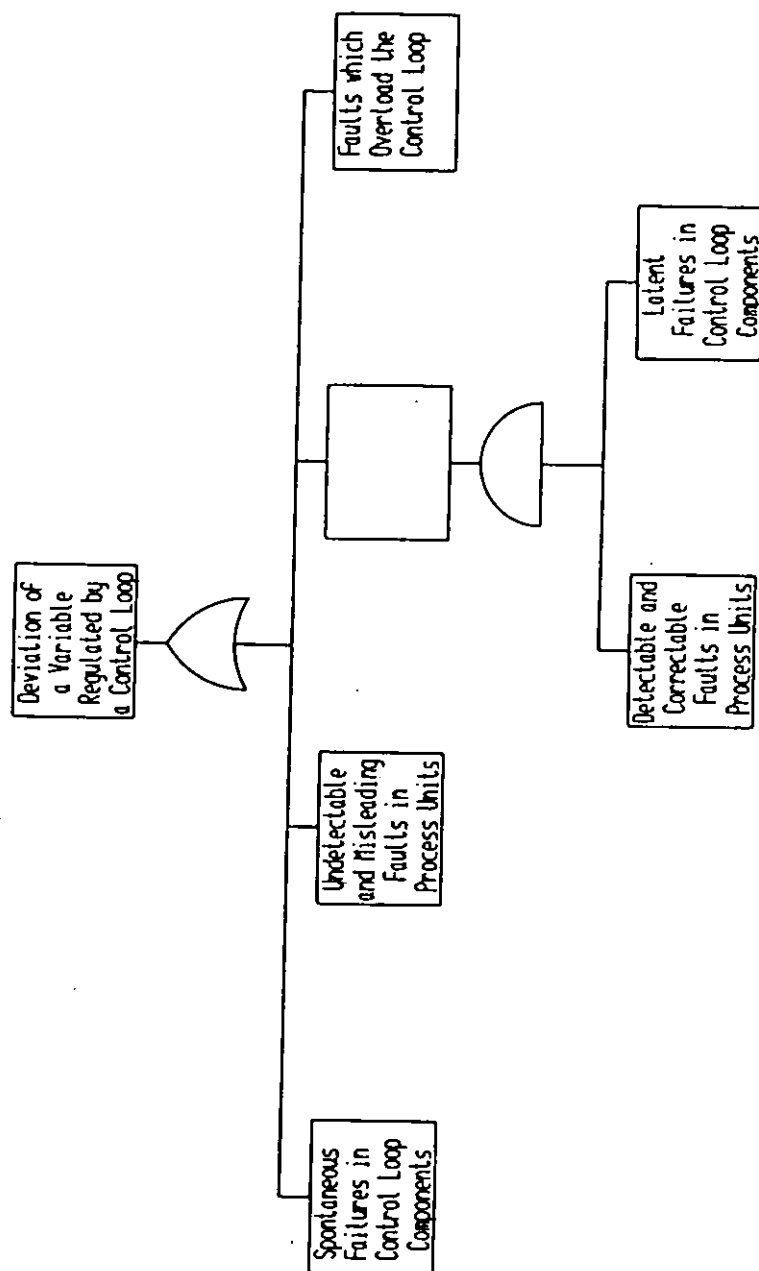 Deviation of
a Variable
Regulated by
a Control Loop
Spontaneous
Failures in
Control Loop
Components
Undetectable
and Misleading
Faults in
Process Units
Faults which
Overload the
Control Loop
Detectable and
Correctable
Faults in
Process Units
Latent
Failures in
Control Loop
Components